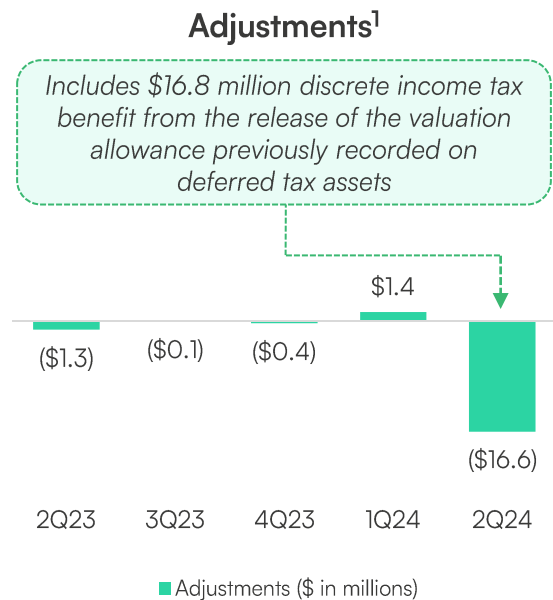 Adjustments¹
Includes $16.8 million discrete income tax
benefit from the release of the valuation
allowance previously recorded on
deferred tax assets
$1.4
($1.3)
($0.1)
($0.4)
($16.6)
2Q23
3Q23
4Q23
1Q24
2Q24
Adjustments ($ in millions)